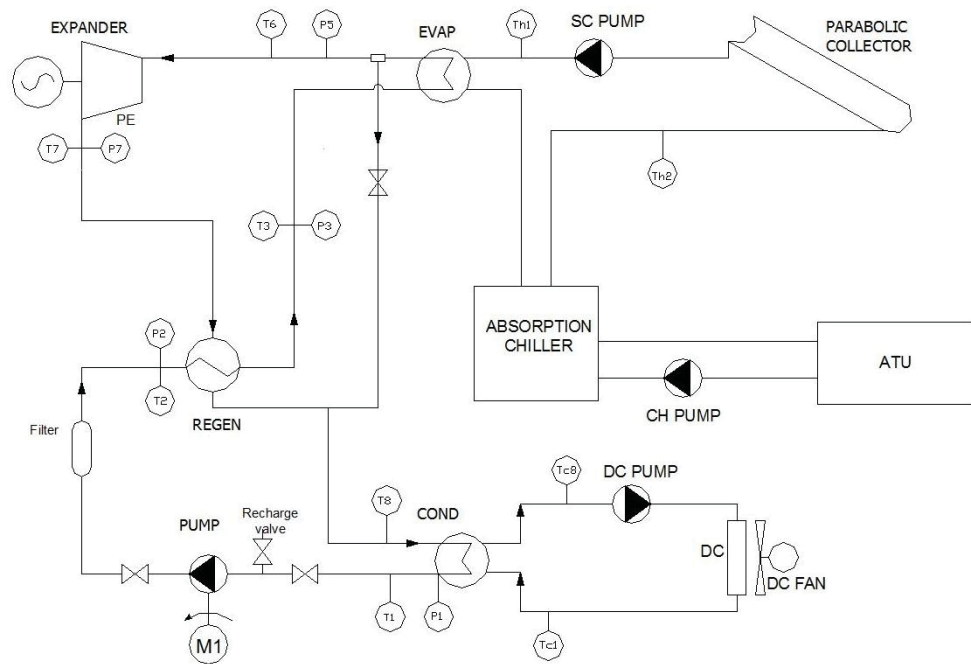 EXPANDER
T6
P5
EVAP
Th1
SC PUMP
PARABOLIC
COLLECTOR
PE
T7
P7
Th2
T3
P3
P2
T2
REGEN
ABSORPTION
CHILLER
ATU
CH PUMP
Filter
Tc8
DC PUMP
T8
COND
PUMP
Recharge
valve
DC
DC FAN
T1
P1
Tc1
M1